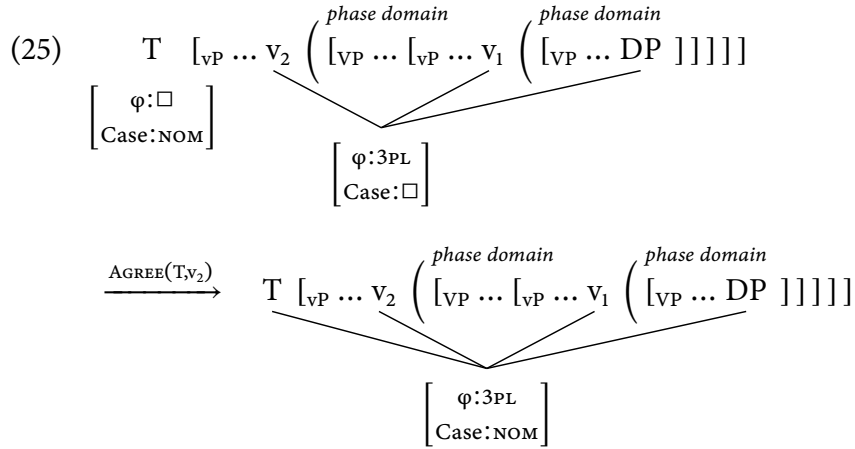 phase domain phase domain
(25) T [vP ... v2 ( [VP ... [vP ... v1 ( [VP ... DP ] ] ] ] ]
φ:□
Case:NOM
φ:3PL
Case:□
phase domain phase domain
AGREE(T,v2)
T [vP ... v2 ( [VP ... [vP ... v1 ( [VP ... DP ] ] ] ] ]
φ:3PL
Case:NOM